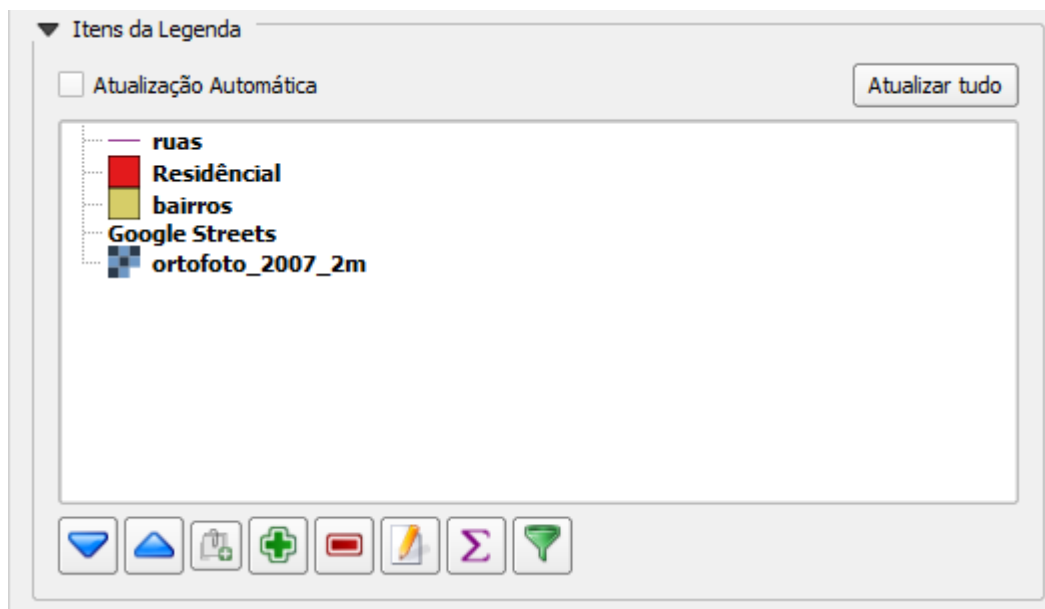 Itens da Legenda
Atualização Automática
Atualizar tudo
ruas
Residêncial
bairros
Google Streets
ortofoto_2007_2m
Σ